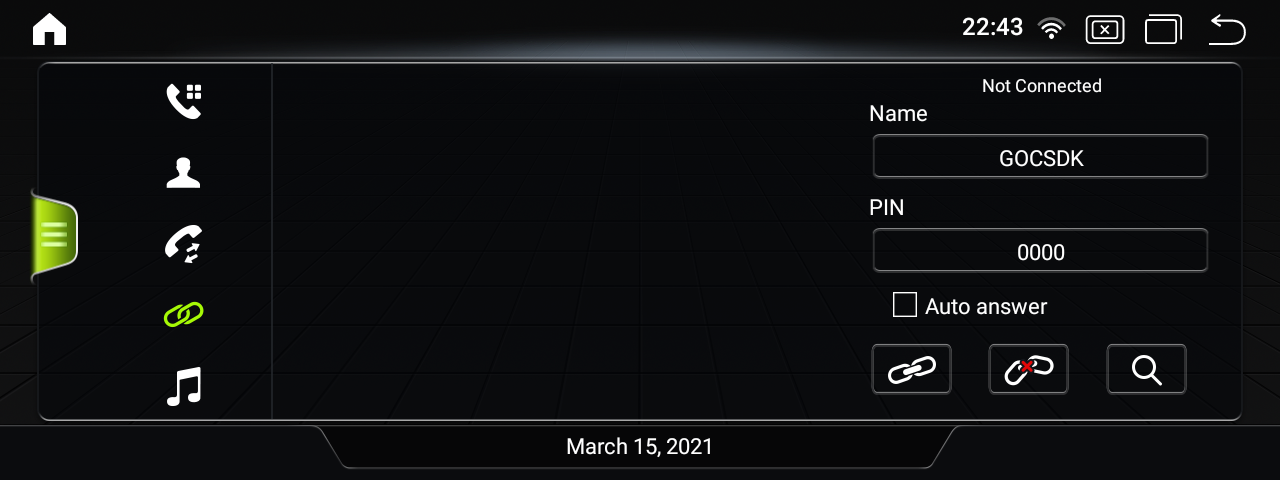 22:43
Not Connected
Name
GOCSDK
PIN
0000
Auto answer
March 15, 2021